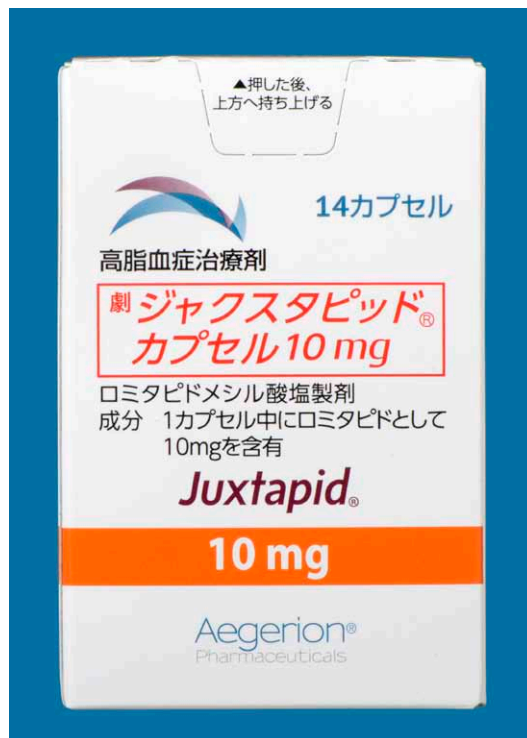 ▲押した後、
上方へ持ち上げる
14カプセル
高脂血症治療剤
劇 ジャクスタピッド®
カプセル10 mg
ロミタピドメシル酸塩製剤
成分 1カプセル中にロミタピドとして
10mgを含有
Juxtapid®
10 mg
Aegerion®
Pharmaceuticals